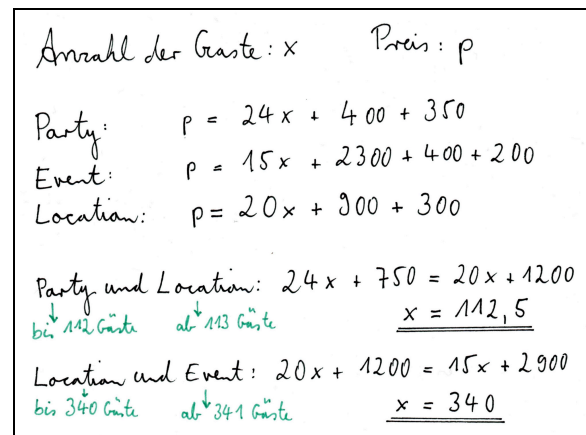 Anzahl der Gäste: x Preis: p
Party: p = 24x + 400 + 350
Event: p = 15x + 2300 + 400 + 200
Location: p = 20x + 900 + 300
Party und Location: 24x + 750 = 20x + 1200
bis 112 Gäste ab 113 Gäste x = 112,5
Location und Event: 20x + 1200 = 15x + 2900
bis 340 Gäste ab 341 Gäste x = 340